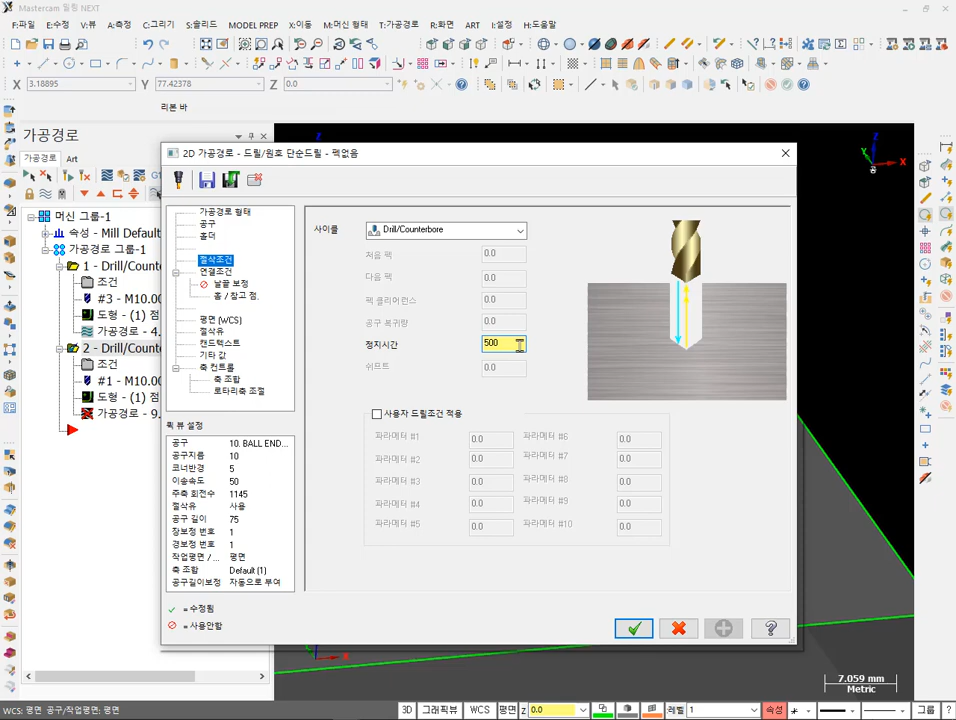 Mastercam 밀링 NEXT
F:파일 E:수정 V:뷰 A:측정 C:그리기 S:솔리드 MODEL PREP X:이동 M:머신 형태 T:가공경로 R:화면 ART I:설정 H:도움말
X 3.18895 Y 77.42378 Z 0.0
리본 바
가공경로
가공경로 Art
머신 그룹-1
속성 - Mill Default
가공경로 그룹-1
1 - Drill/Counte
조건
#3 - M10.00
도형 - (1) 점
가공경로 - 4.
2 - Drill/Counte
조건
#1 - M10.00
도형 - (1) 점
가공경로 - 9.
2D 가공경로 - 드릴/원호 단순드릴 - 펙없음
가공경로 형태
공구
홀더
절삭조건
연결조건
날끝 보정
홈 / 참고 점.
평면 (WCS)
절삭유
캔드텍스트
기타 값
축 컨트롤
축 조합
로타리축 조절
퀵 뷰 설정
공구 10. BALL END...
공구지름 10
코너반경 5
이송속도 50
주축 회전수 1145
절삭유 사용
공구 길이 75
장보정 번호 1
경보정 번호 1
작업평면 /... 평면
축 조합 Default (1)
공구길이보정 자동으로 부여
= 수정됨
= 사용안함
사이클 Drill/Counterbore
처음 펙 0.0
다음 펙 0.0
펙 클리어런스 0.0
공구 복귀량 0.0
정지시간 500
쉬프트 0.0
사용자 드릴조건 적용
파라미터 #1 0.0 파라미터 #6 0.0
파라미터 #2 0.0 파라미터 #7 0.0
파라미터 #3 0.0 파라미터 #8 0.0
파라미터 #4 0.0 파라미터 #9 0.0
파라미터 #5 0.0 파라미터 #10 0.0
7.059 mm
Metric
WCS: 평면 공구/작업평면: 평면
3D 그래픽뷰 WCS 평면 Z 0.0 레벨 1 속성 그룹 ?